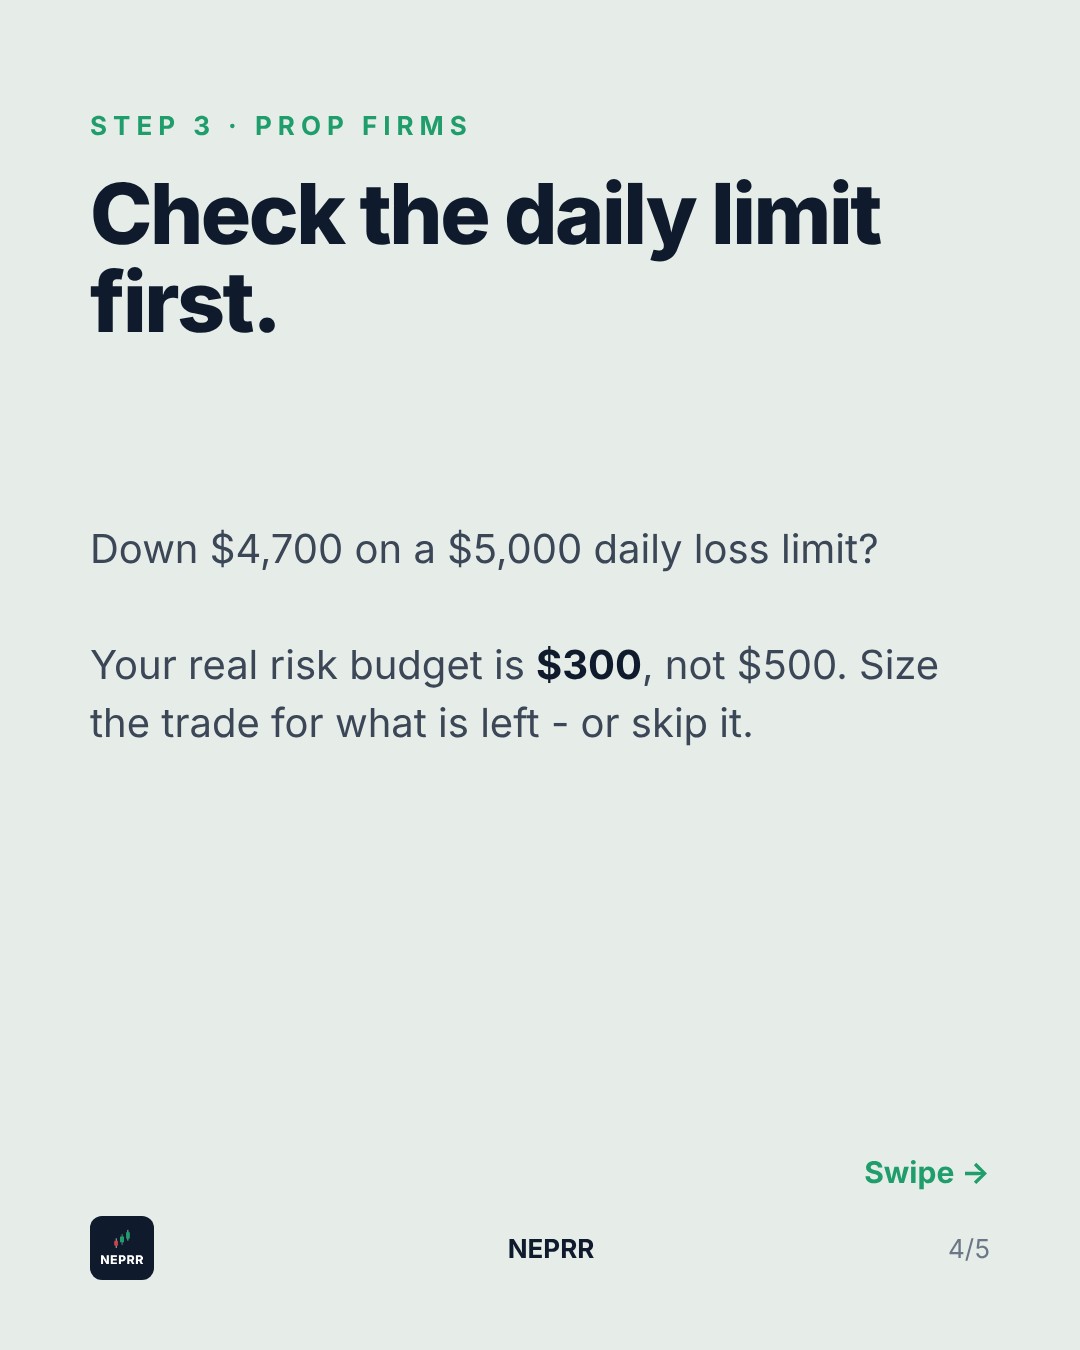 STEP 3 · PROP FIRMS
Check the daily limit
first.
Down $4,700 on a $5,000 daily loss limit?
Your real risk budget is $300, not $500. Size
the trade for what is left - or skip it.
Swipe →
NEPRR
NEPRR
4/5